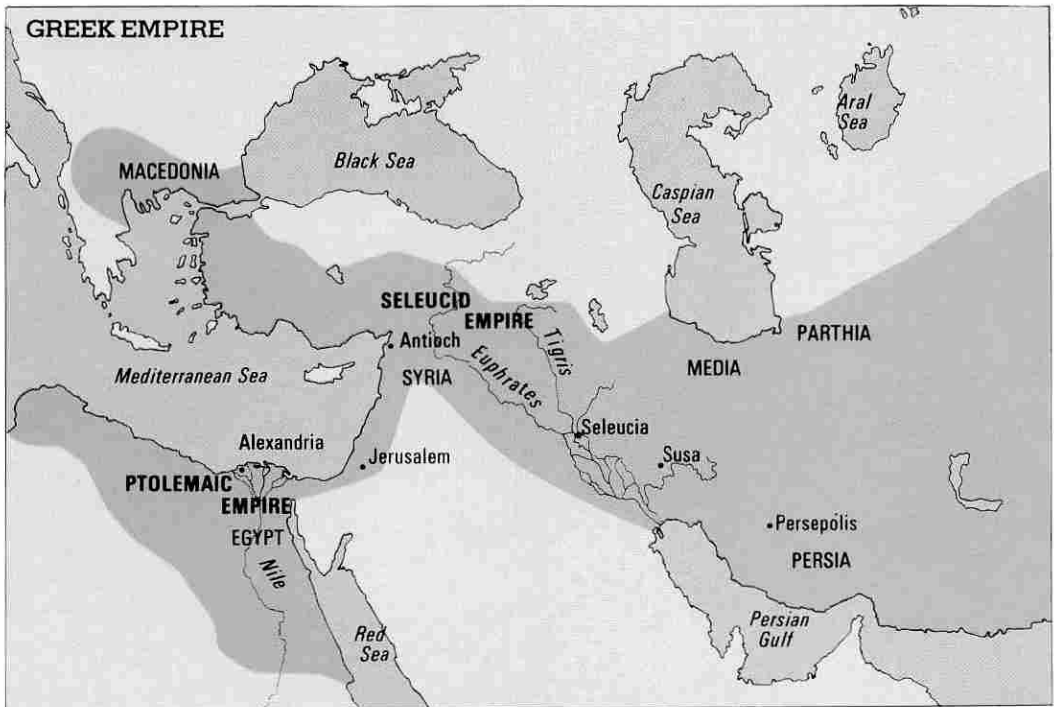 GREEK EMPIRE
Aral
Sea
Black Sea
MACEDONIA
Caspian
Sea
SELEUCID
EMPIRE
Tigris
PARTHIA
Antioch
MEDIA
Mediterranean Sea
SYRIA
Euphrates
Seleucia
Alexandria
Jerusalem
Susa
PTOLEMAIC
EMPIRE
Persepolis
EGYPT
PERSIA
Nile
Red
Sea
Persian
Gulf